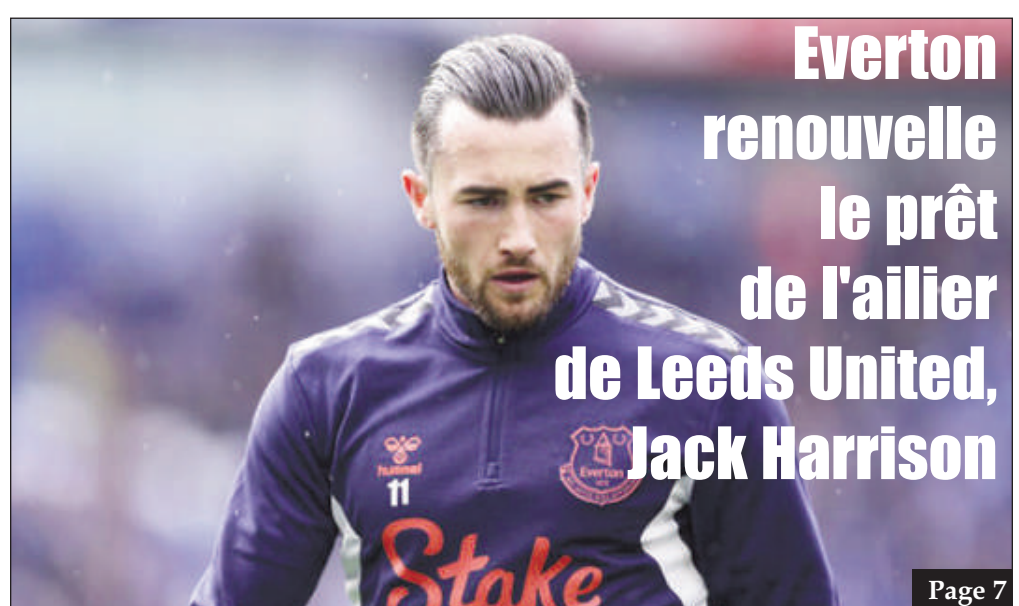 Everton
renouvelle
le prêt
de l'ailier
de Leeds United,
Jack Harrison
hummel
11
Everton
Stake
Page 7